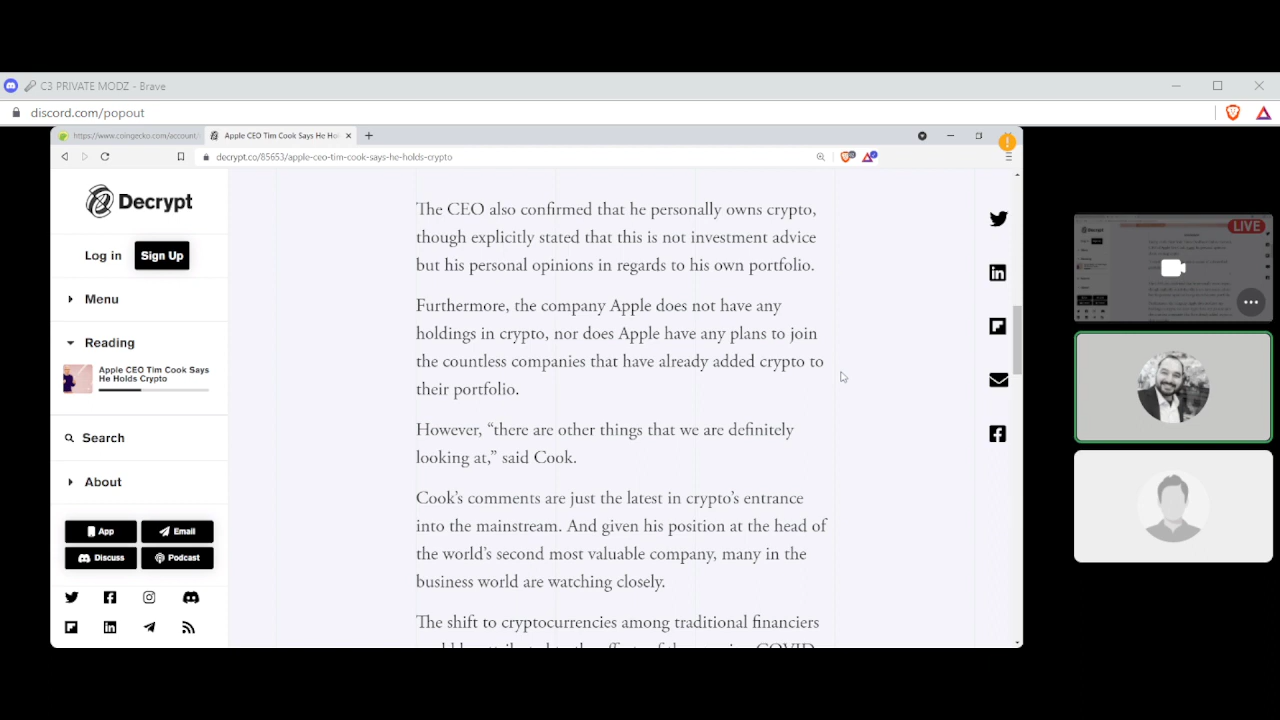 C3 PRIVATE MODZ - Brave
discord.com/popout
https://www.coingecko.com/account/
Apple CEO Tim Cook Says He Ho
decrypt.co/85653/apple-ceo-tim-cook-says-he-holds-crypto
Decrypt
Log in
Sign Up
Menu
Reading
Apple CEO Tim Cook Says
He Holds Crypto
Search
About
App
Email
Discuss
Podcast
The CEO also confirmed that he personally owns crypto,
though explicitly stated that this is not investment advice
but his personal opinions in regards to his own portfolio.
Furthermore, the company Apple does not have any
holdings in crypto, nor does Apple have any plans to join
the countless companies that have already added crypto to
their portfolio.
However, “there are other things that we are definitely
looking at,” said Cook.
Cook’s comments are just the latest in crypto’s entrance
into the mainstream. And given his position at the head of
the world’s second most valuable company, many in the
business world are watching closely.
The shift to cryptocurrencies among traditional financiers
LIVE